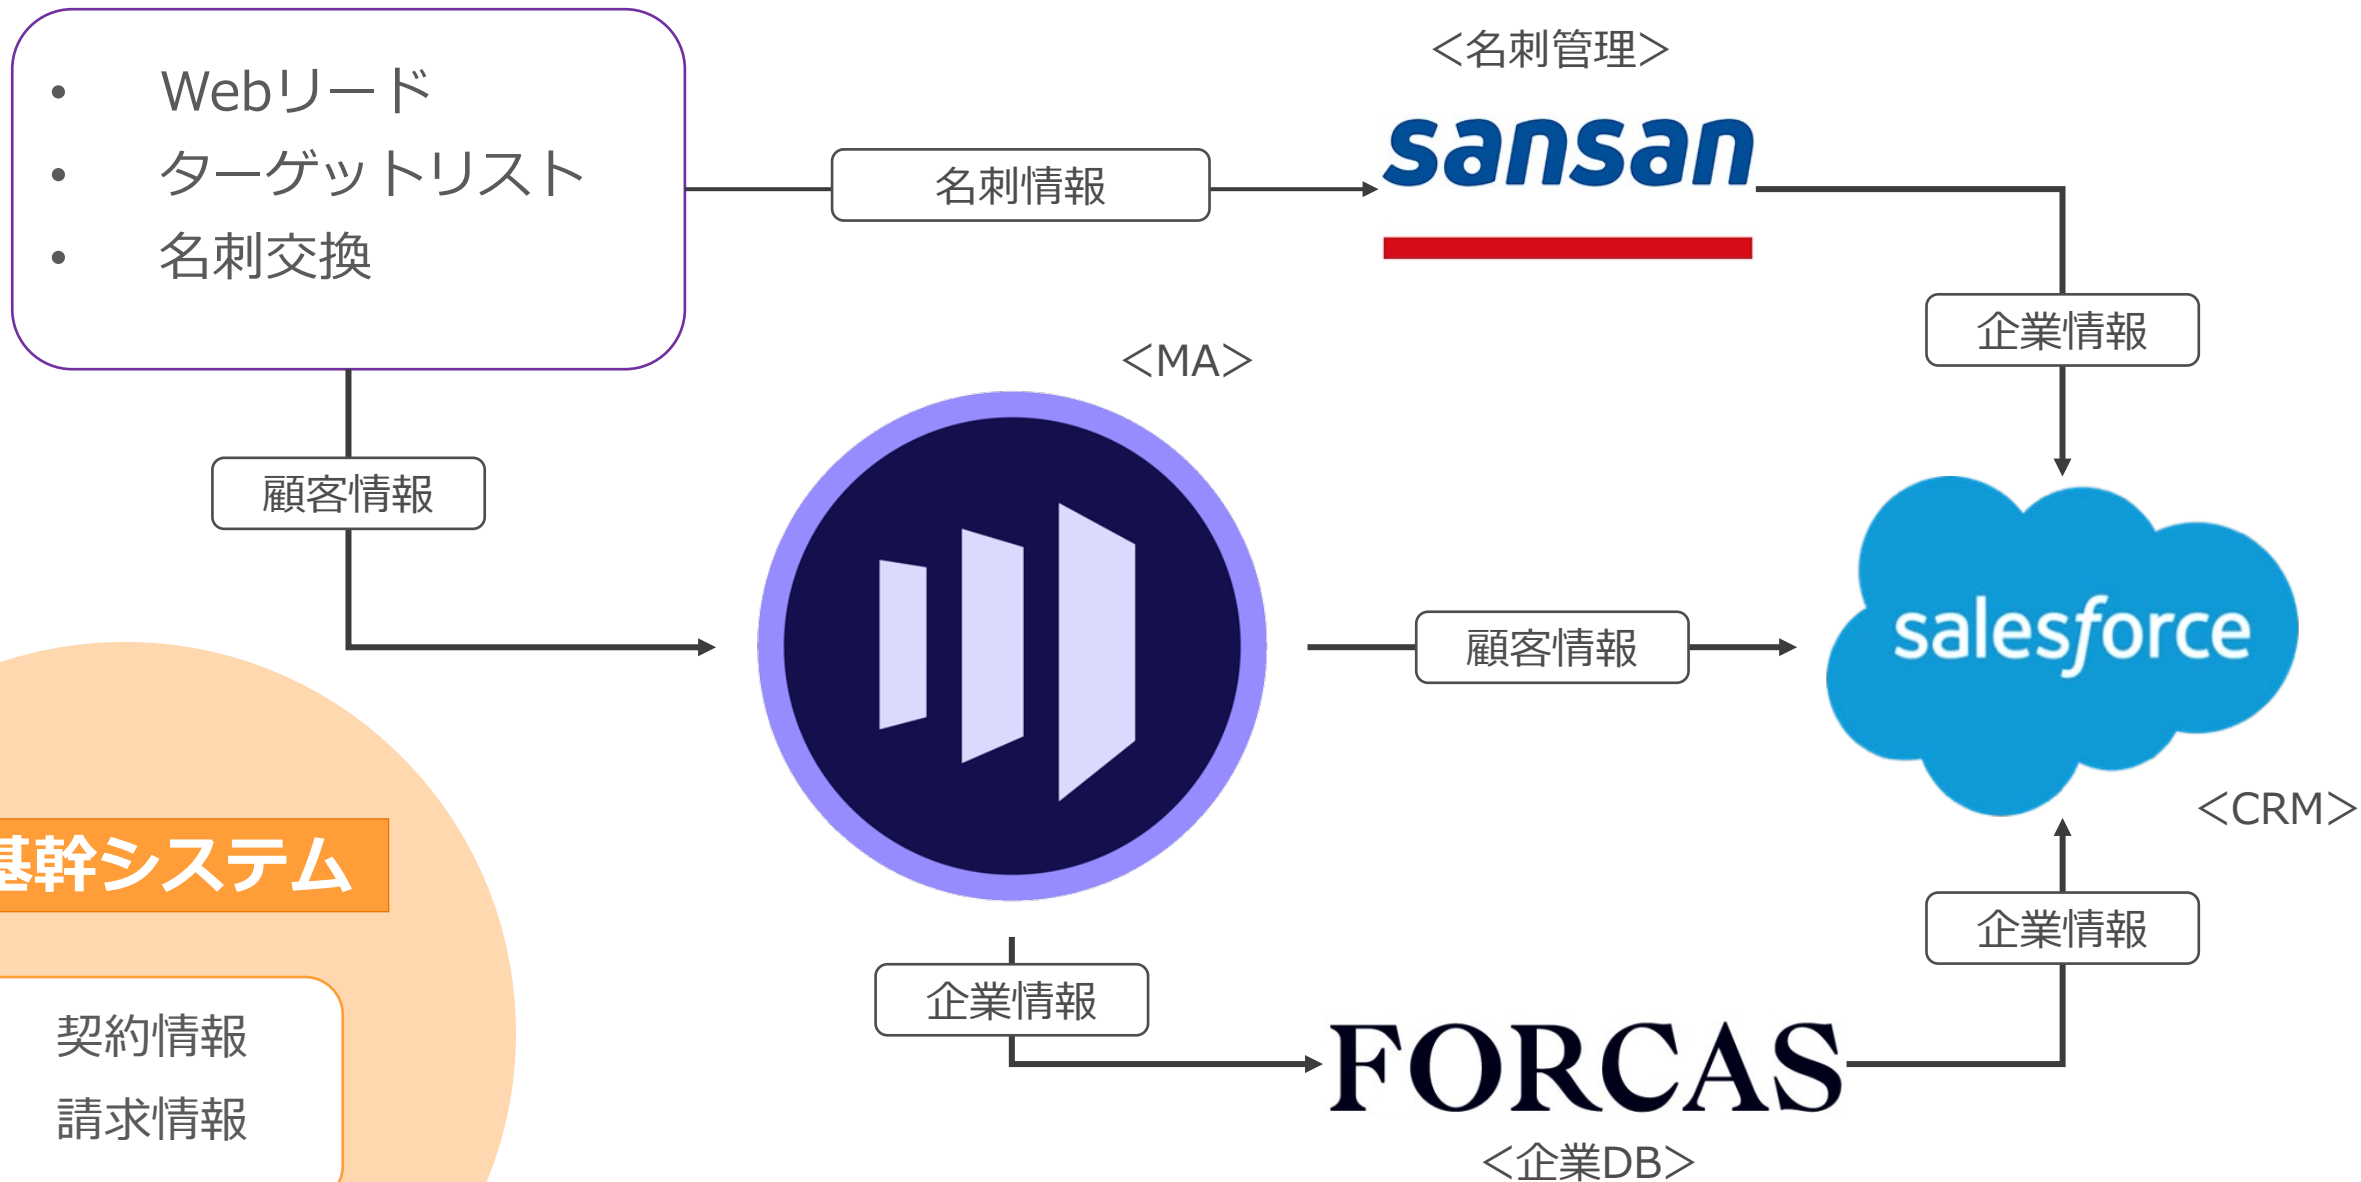 • Webリード
• ターゲットリスト
• 名刺交換
名刺情報
＜名刺管理＞
sansan
企業情報
＜MA＞
顧客情報
顧客情報
salesforce
＜CRM＞
基幹システム
契約情報
請求情報
企業情報
企業情報
FORCAS
＜企業DB＞